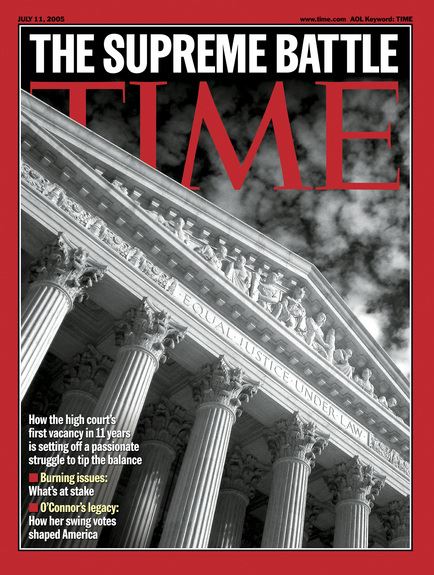 JULY 11, 2005 www.time.com AOL Keyword: TIME
THE SUPREME BATTLE
TIME
EQUAL·JUSTICE·UNDER·LAW
How the high court's
first vacancy in 11 years
is setting off a passionate
struggle to tip the balance
Burning issues:
What's at stake
O'Connor's legacy:
How her swing votes
shaped America